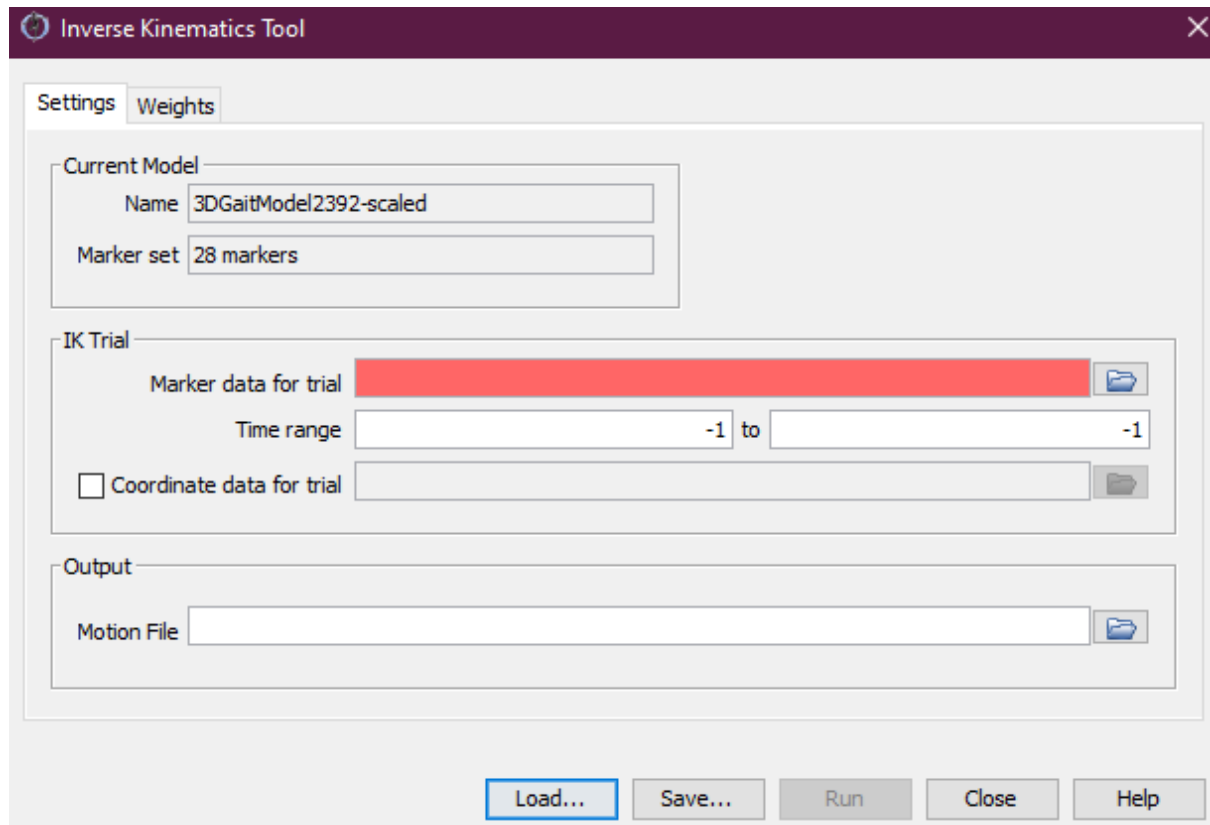 Inverse Kinematics Tool
Settings Weights
Current Model
Name 3DGaitModel2392-scaled
Marker set 28 markers
IK Trial
Marker data for trial
Time range -1 to -1
Coordinate data for trial
Output
Motion File
Load... Save... Run Close Help